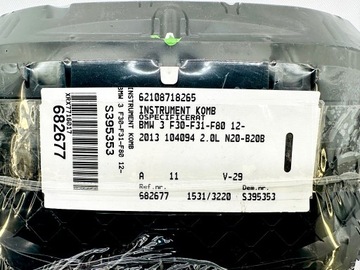 62108718265
INSTRUMENT KOMB
OSPECIFICERAT
BMW 3 F30-F31-F80 12-
2013 104094 2.0L N20-B20B
A 11 V-29
Ref.nr. Dem.nr.
682677 1531/3220 S395353
INSTRUMENT KOMB
BMW 3 F30-F31-F80 12-
S395353
682677